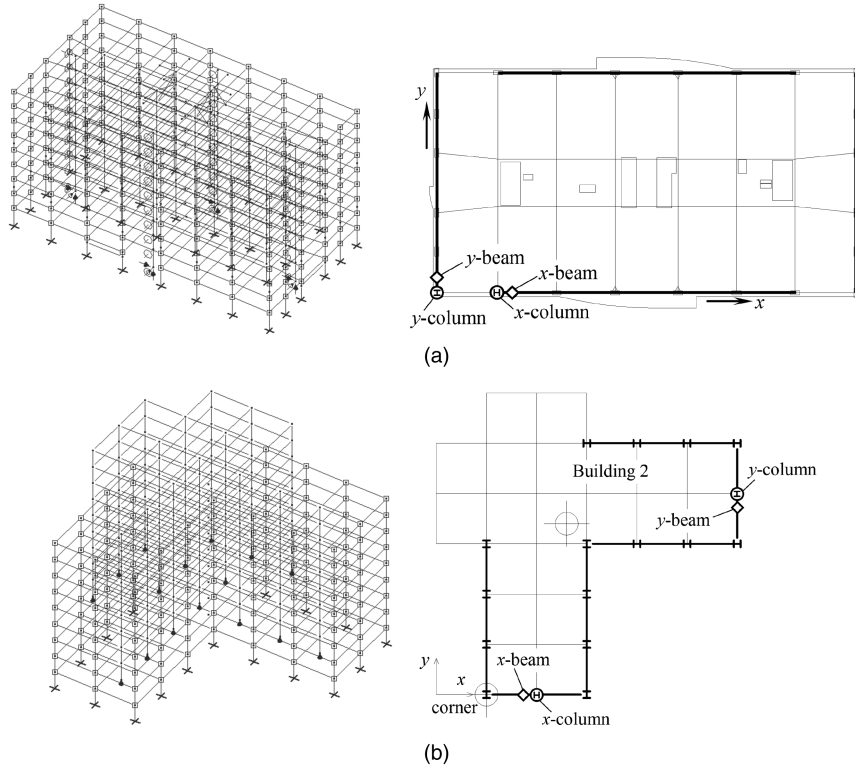 y
y-beam
x-beam
x
y-column
x-column
(a)
Building 2
y-column
y-beam
y
x-beam
x
corner
x-column
(b)